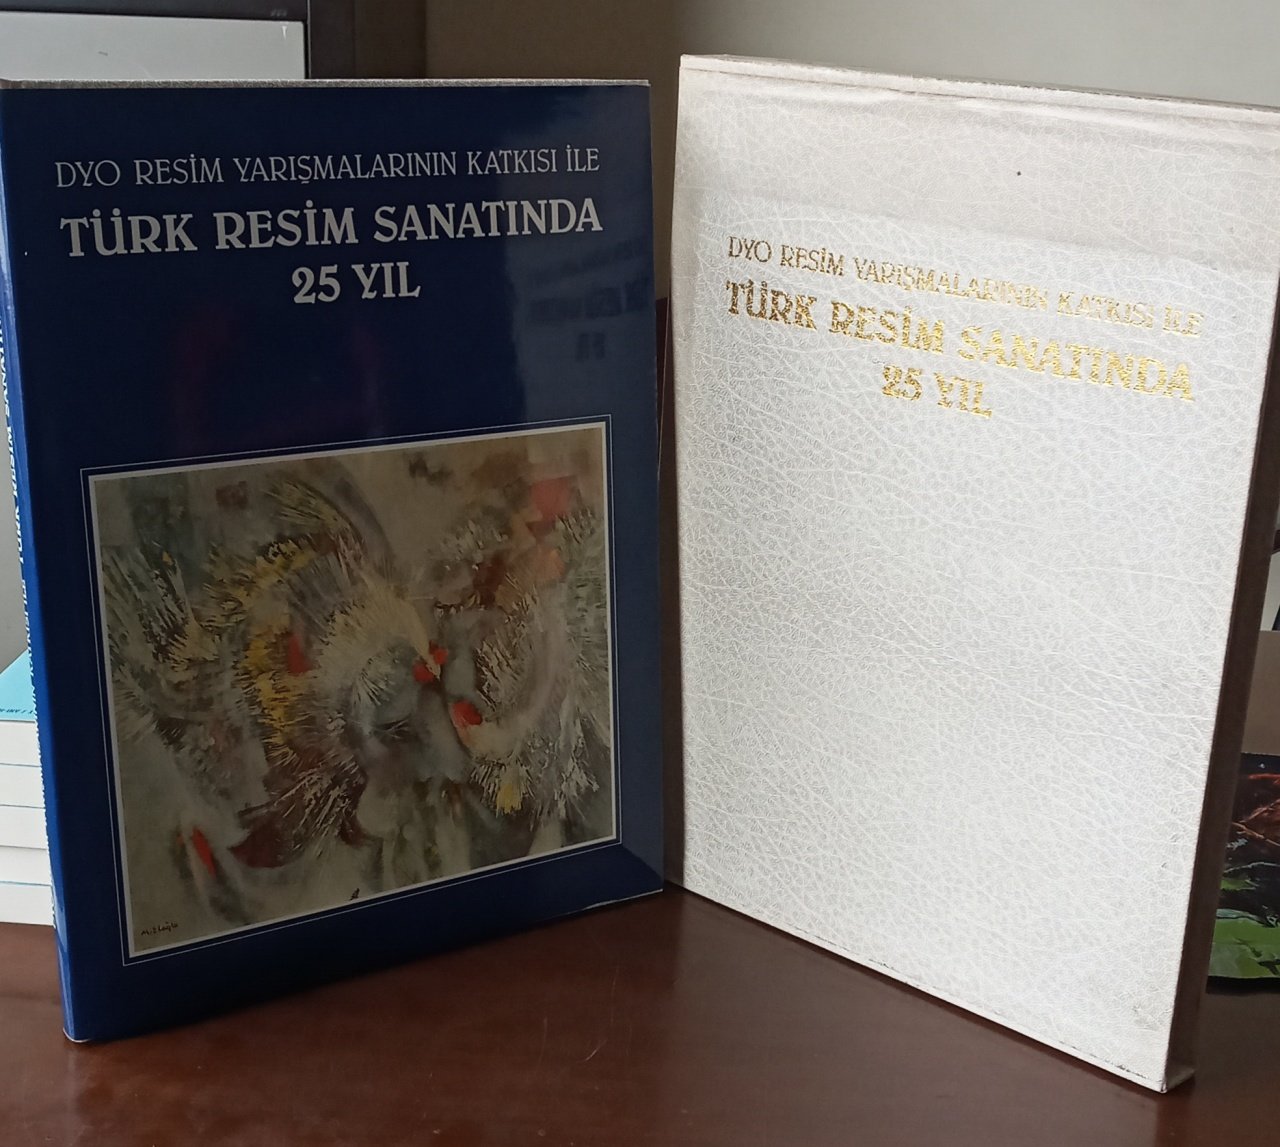 DYO RESİM YARIŞMALARININ KATKISI İLE
TÜRK RESİM SANATINDA
25 YIL
DYO RESİM YARIŞMALARININ KATKISI İLE
TÜRK RESİM SANATINDA
25 YIL